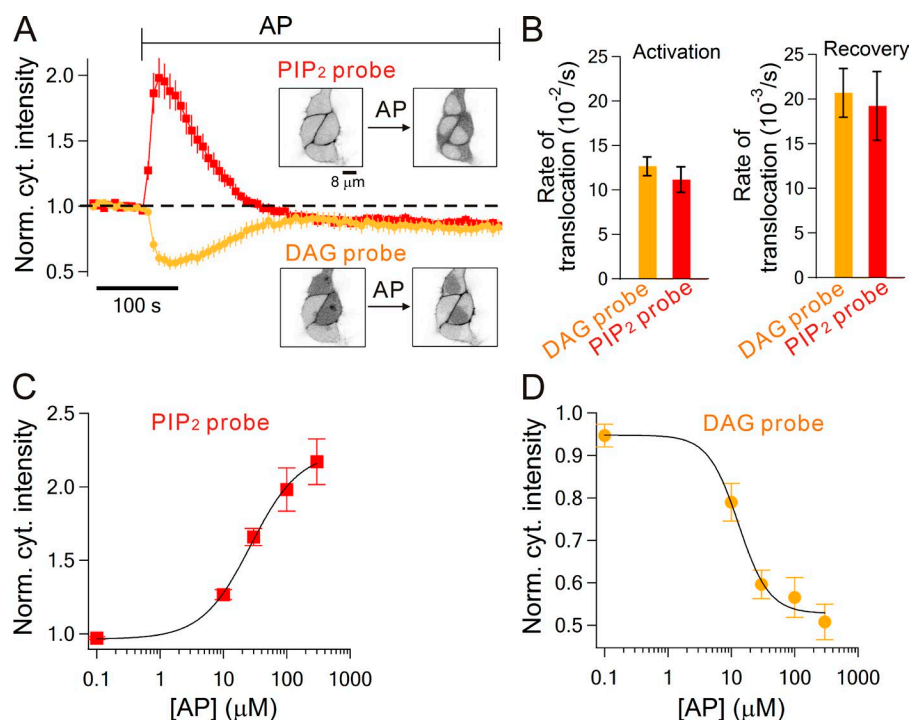 A
AP
Norm. cyt. intensity
2.0
1.5
1.0
0.5
PIP₂ probe
AP
8 µm
DAG probe
AP
100 s
B
Activation
Rate of
translocation (10⁻²/s)
25
20
15
10
5
0
DAG probe
PIP₂ probe
Recovery
Rate of
translocation (10⁻³/s)
25
20
15
10
5
0
DAG probe
PIP₂ probe
C
PIP₂ probe
Norm. cyt. intensity
2.5
2.0
1.5
1.0
0.1 1 10 100 1000
[AP] (µM)
D
DAG probe
Norm. cyt. intensity
1.0
0.9
0.8
0.7
0.6
0.5
0.1 1 10 100 1000
[AP] (µM)